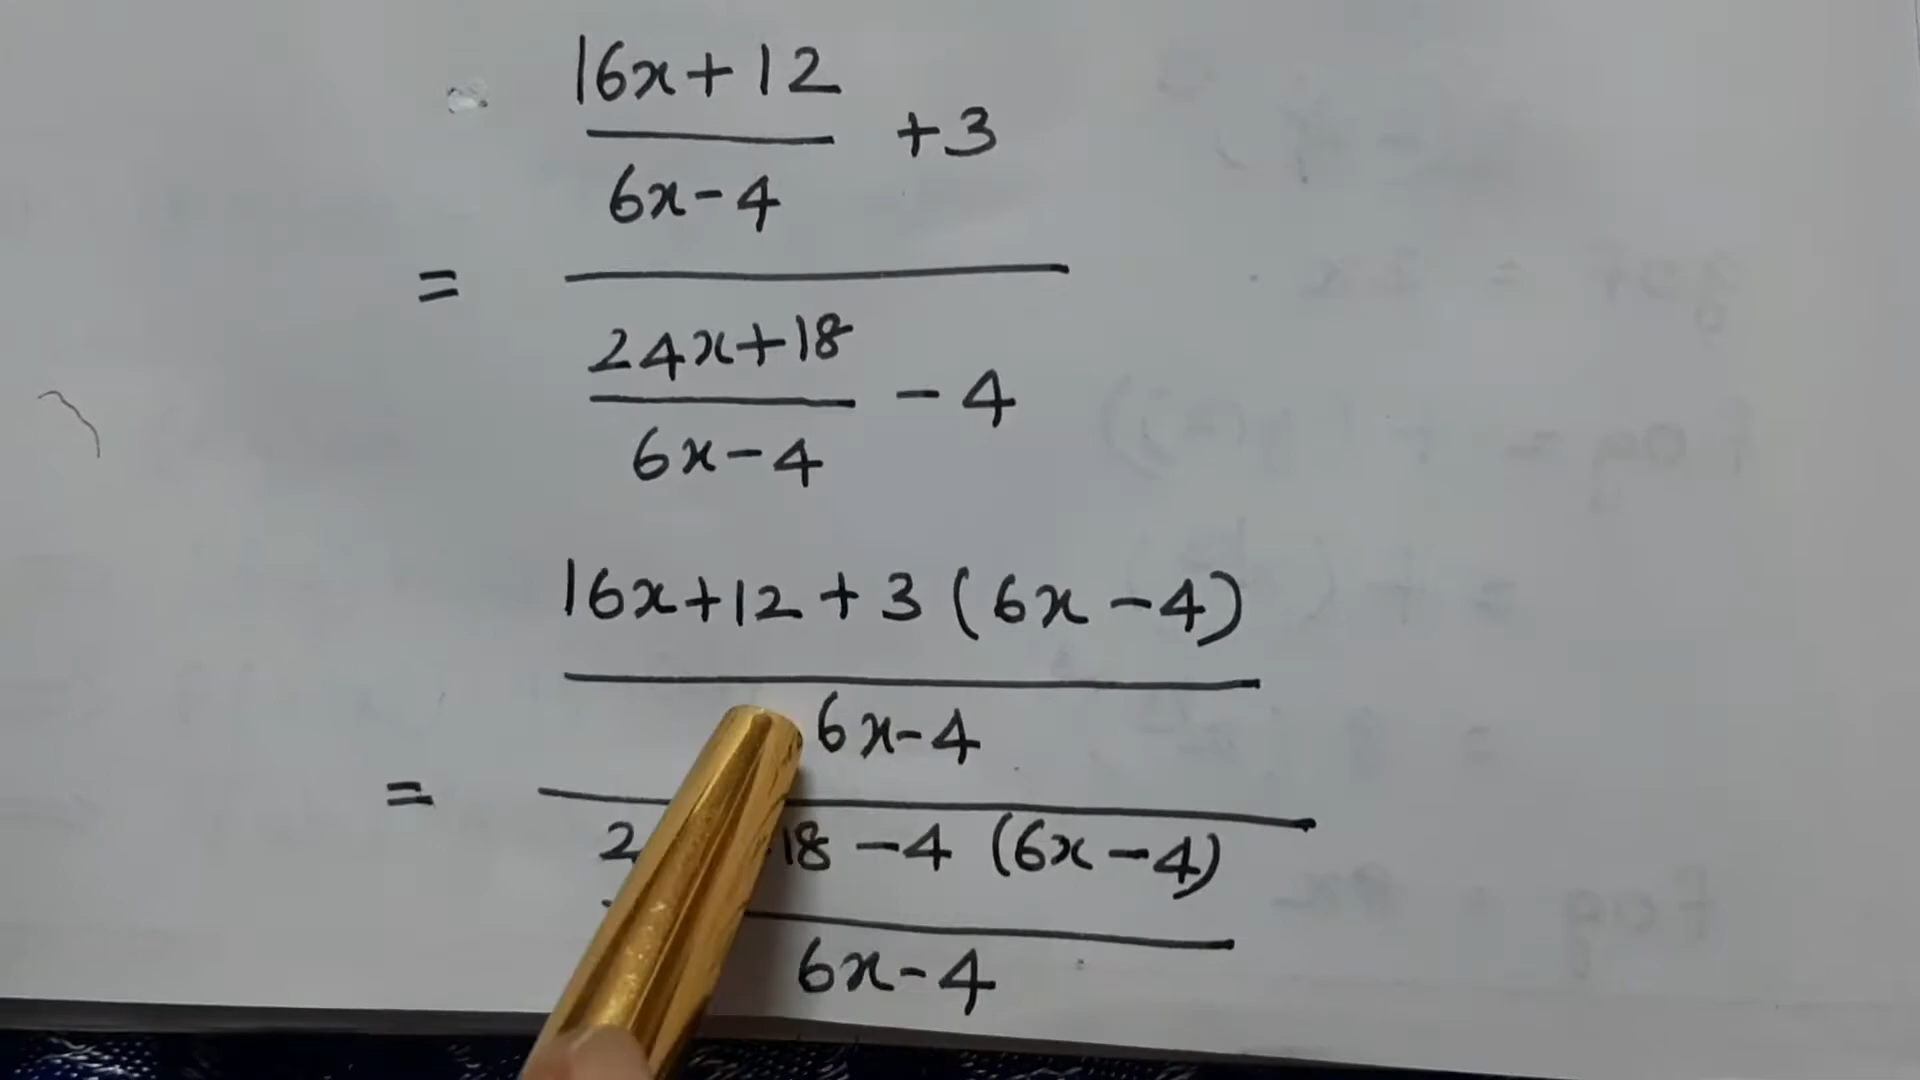 16x+12
+3
6x-4
=
24x+18
- 4
6x-4
16x+12+3(6x-4)
6x-4
=
2 18 -4 (6x-4)
6x-4